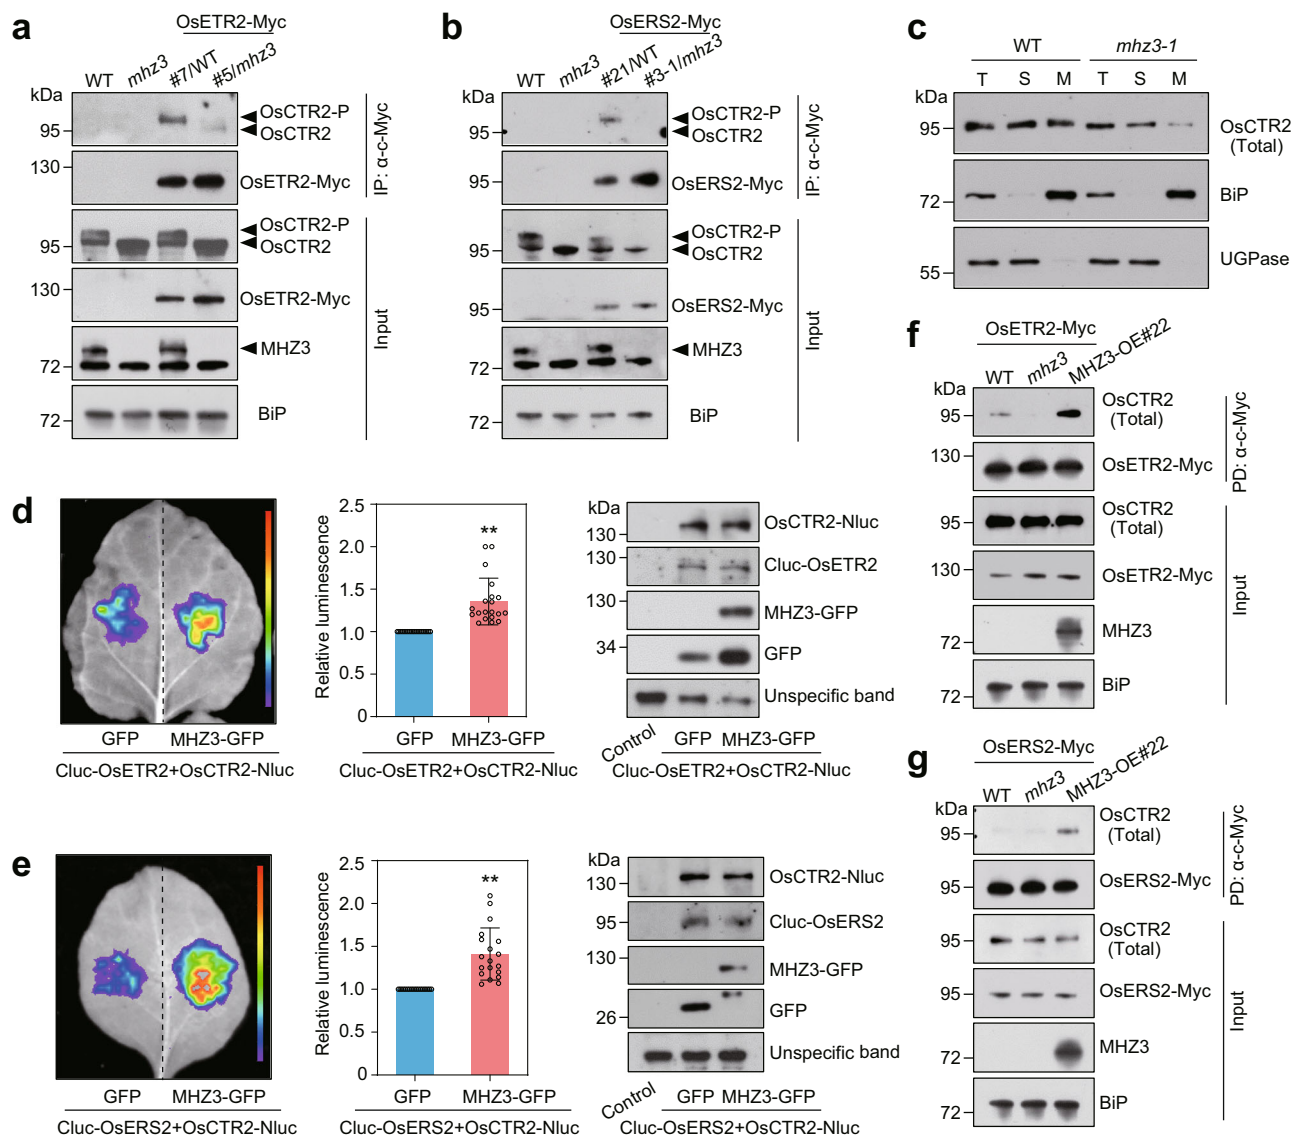 a
OsETR2-Myc
WT mhz3 #7/WT #5/mhz3
kDa
95
OsCTR2-P
OsCTR2
130
OsETR2-Myc
IP: α-c-Myc
95
OsCTR2-P
OsCTR2
130
OsETR2-Myc
72
MHZ3
72
BiP
Input
b
OsERS2-Myc
WT mhz3 #21/WT #3-1/mhz3
kDa
95
OsCTR2-P
OsCTR2
95
OsERS2-Myc
IP: α-c-Myc
95
OsCTR2-P
OsCTR2
95
OsERS2-Myc
72
MHZ3
72
BiP
Input
c
WT mhz3-1
T S M T S M
kDa
95
OsCTR2
(Total)
72
BiP
55
UGPase
d
GFP MHZ3-GFP
Cluc-OsETR2+OsCTR2-Nluc
Relative luminescence
2.5
2.0
1.5
1.0
0.5
0
**
GFP MHZ3-GFP
Cluc-OsETR2+OsCTR2-Nluc
kDa
130
OsCTR2-Nluc
130
Cluc-OsETR2
130
MHZ3-GFP
34
GFP
Unspecific band
Control GFP MHZ3-GFP
Cluc-OsETR2+OsCTR2-Nluc
e
GFP MHZ3-GFP
Cluc-OsERS2+OsCTR2-Nluc
Relative luminescence
2.5
2.0
1.5
1.0
0.5
0
**
GFP MHZ3-GFP
Cluc-OsERS2+OsCTR2-Nluc
kDa
130
OsCTR2-Nluc
95
Cluc-OsERS2
130
MHZ3-GFP
26
GFP
Unspecific band
Control GFP MHZ3-GFP
Cluc-OsERS2+OsCTR2-Nluc
f
OsETR2-Myc
WT mhz3 MHZ3-OE#22
kDa
95
OsCTR2
(Total)
130
OsETR2-Myc
PD: α-c-Myc
95
OsCTR2
(Total)
130
OsETR2-Myc
72
MHZ3
72
BiP
Input
g
OsERS2-Myc
WT mhz3 MHZ3-OE#22
kDa
95
OsCTR2
(Total)
95
OsERS2-Myc
PD: α-c-Myc
95
OsCTR2
(Total)
95
OsERS2-Myc
72
MHZ3
72
BiP
Input